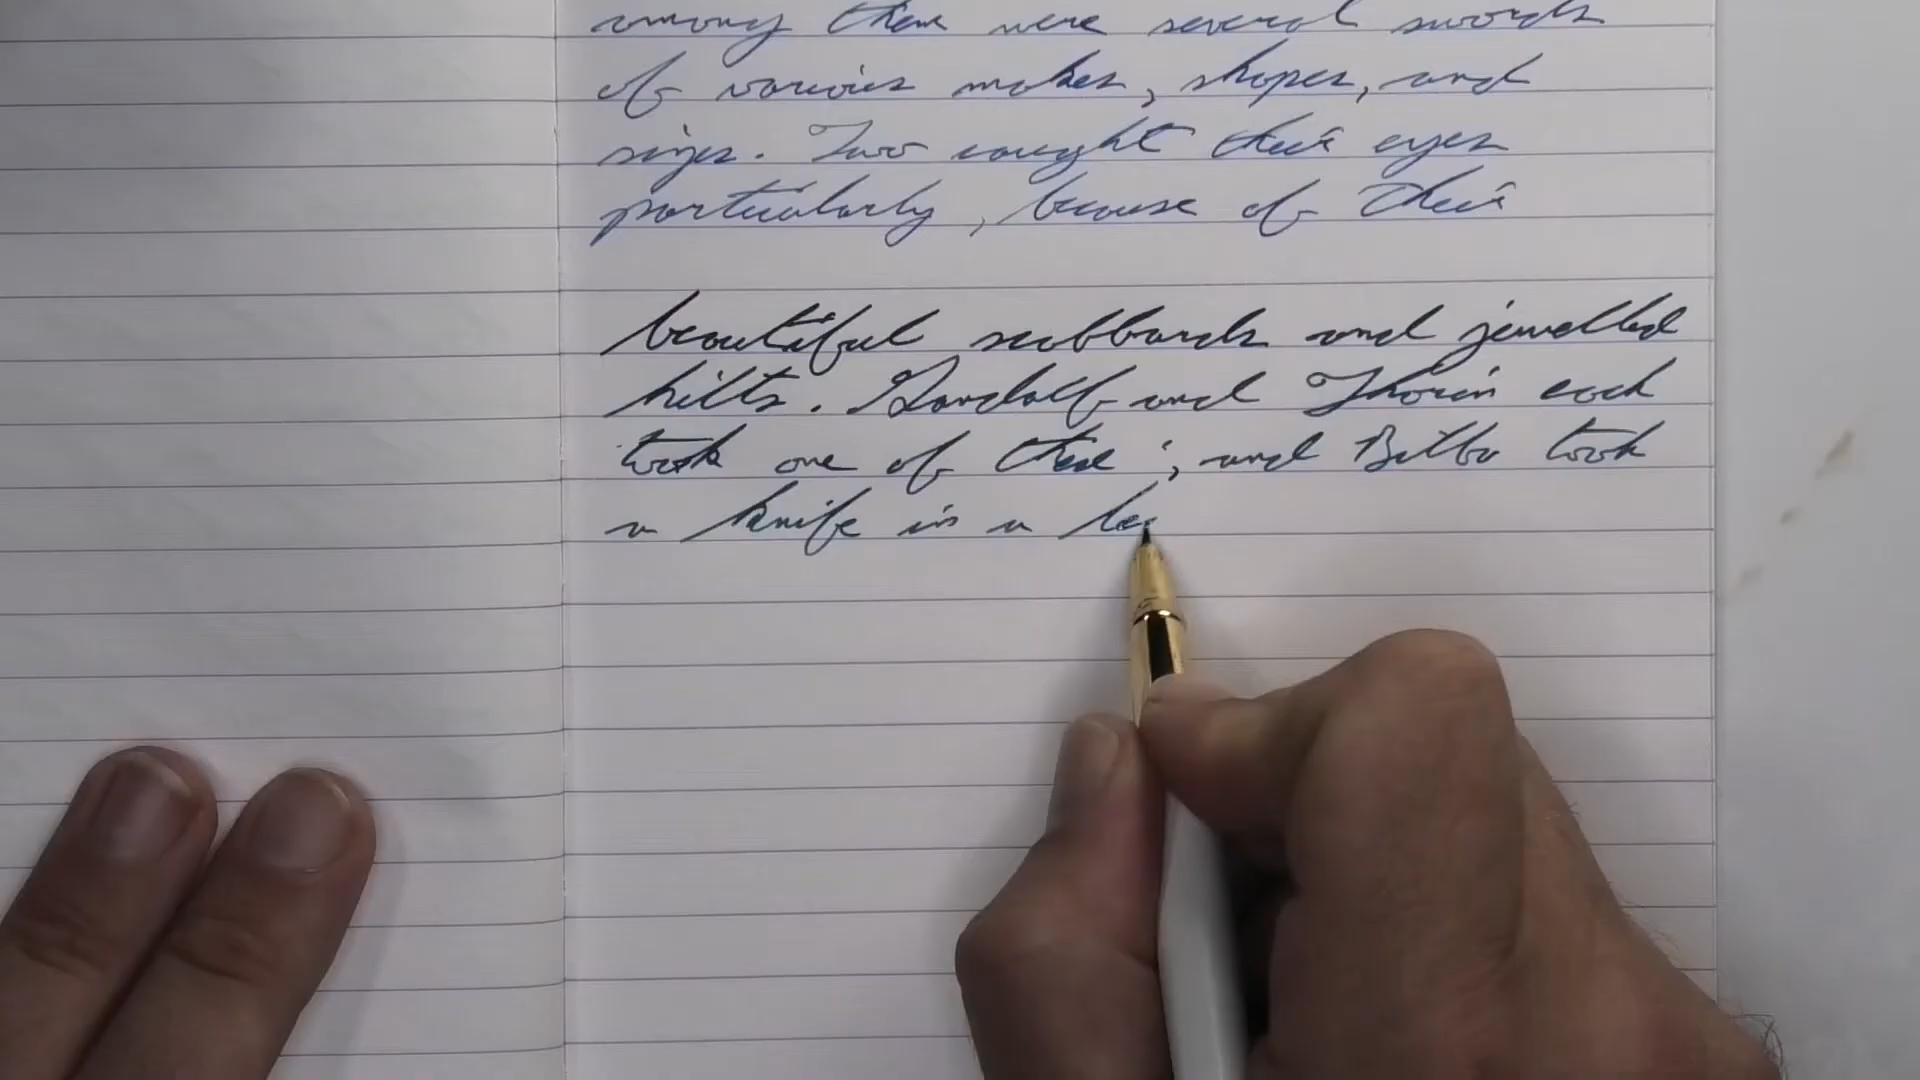 among them were several swords
of various makes, shapes, and
sizes. Two caught their eyes
particularly, because of their
beautiful scabbards and jewelled
hilts. Gandalf and Thorin each
took one of these; and Bilbo took
a knife in a lea